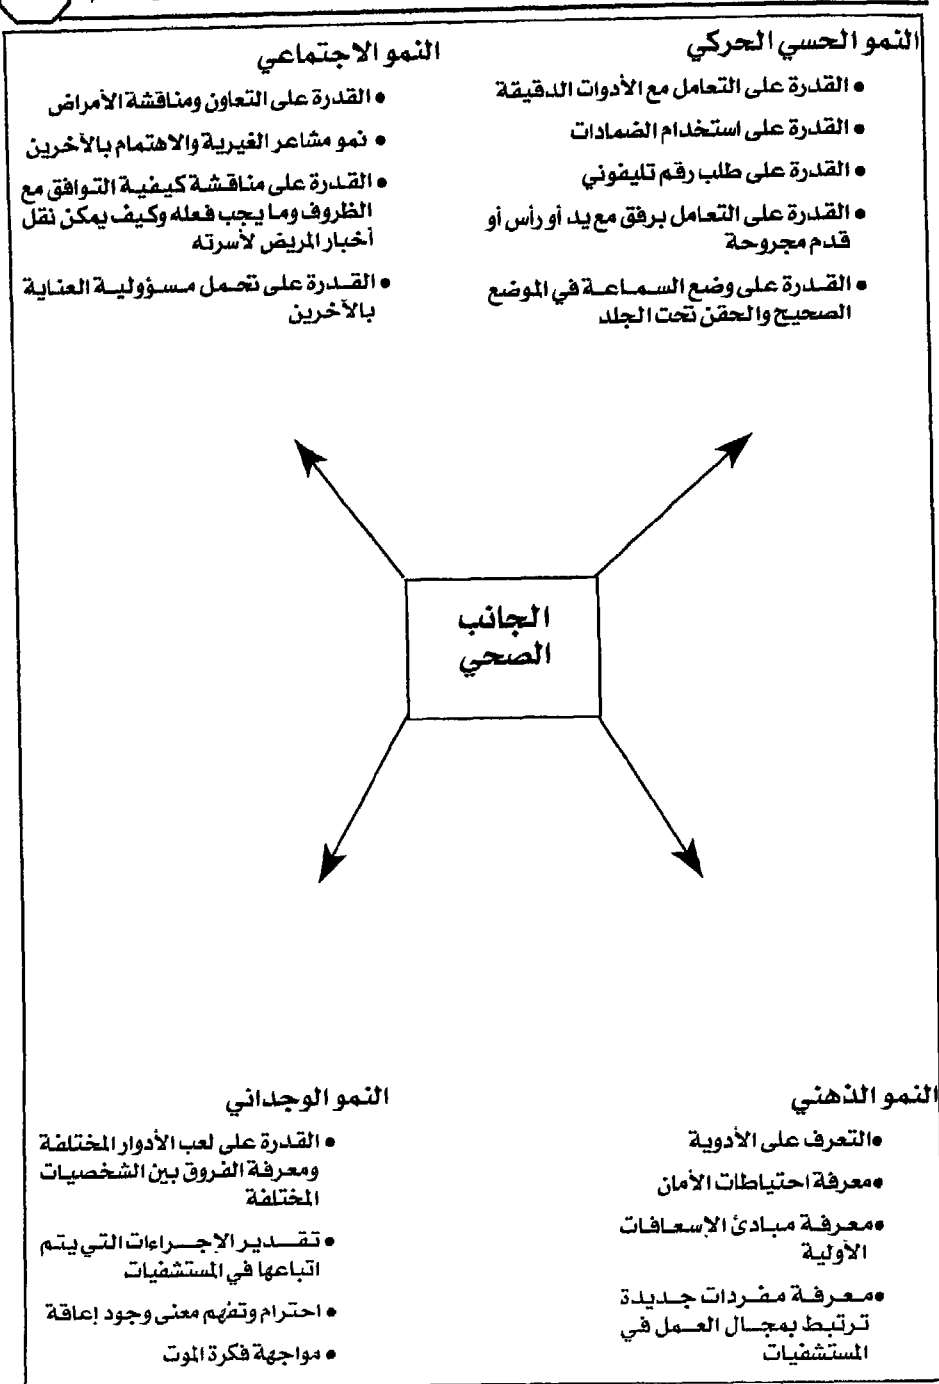 النمو الحسي الحركي
• القدرة على التعامل مع الأدوات الدقيقة
• القدرة على استخدام الضمادات
• القدرة على طلب رقم تليفوني
• القدرة على التعامل برفق مع يد أو رأس أو
قدم مجروحة
• القدرة على وضع السماعة في الموضع
الصحيح والحقن تحت الجلد
النمو الاجتماعي
• القدرة على التعاون ومناقشة الأمراض
• نمو مشاعر الغيرية والاهتمام بالآخرين
• القدرة على مناقشة كيفية التوافق مع
الظروف وما يجب فعله وكيف يمكن نقل
أخبار المريض لأسرته
• القدرة على تحمل مسؤولية العناية
بالآخرين
الجانب
الصحي
النمو الذهني
• التعرف على الأدوية
• معرفة احتياطات الأمان
• معرفة مبادئ الإسعافات
الأولية
• معرفة مفردات جديدة
ترتبط بمجال العمل في
المستشفيات
النمو الوجداني
• القدرة على لعب الأدوار المختلفة
ومعرفة الفروق بين الشخصيات
المختلفة
• تقدير الإجراءات التي يتم
اتباعها في المستشفيات
• احترام وتفهم معنى وجود إعاقة
• مواجهة فكرة الموت